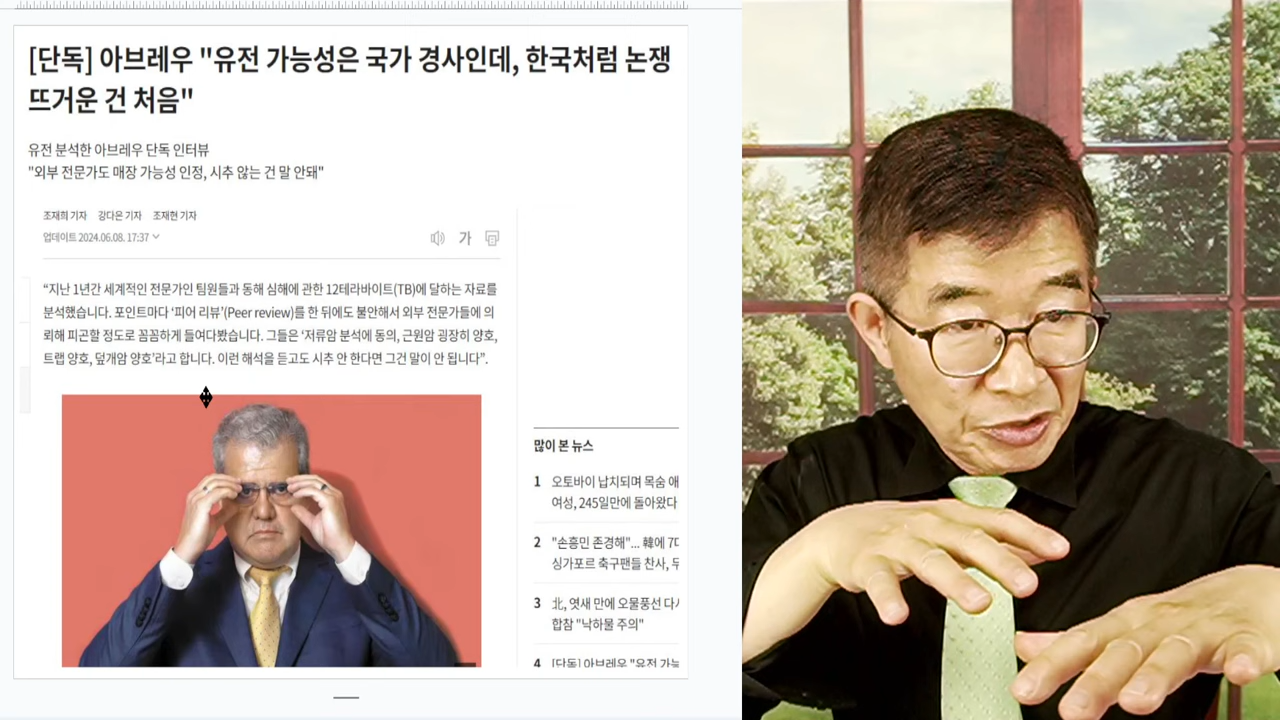 [단독] 아브레우 "유전 가능성은 국가 경사인데, 한국처럼 논쟁
뜨거운 건 처음"
유전 분석한 아브레우 단독 인터뷰
"외부 전문가도 매장 가능성 인정, 시추 않는 건 말 안돼"
조재희 기자 강다은 기자 조재현 기자
업데이트 2024.06.08. 17:37
가
“지난 1년간 세계적인 전문가인 팀원들과 동해 심해에 관한 12테라바이트(TB)에 달하는 자료를
분석했습니다. 포인트마다 ‘피어 리뷰’(Peer review)를 한 뒤에도 불안해서 외부 전문가들에 의
뢰해 피곤할 정도로 꼼꼼하게 들여다봤습니다. 그들은 ‘저류암 분석에 동의, 근원암 굉장히 양호,
트랩 양호, 덮개암 양호’라고 합니다. 이런 해석을 듣고도 시추 안 한다면 그건 말이 안 됩니다”.
많이 본 뉴스
1 오토바이 납치되며 목숨 애
여성, 245일만에 돌아왔다
2 "손흥민 존경해"... 韓에 7
싱가포르 축구팬들 찬사,
3 北, 엿새 만에 오물풍선 다시
합참 "낙하물 주의"
4 [단독] 아브레우 "유전 가능